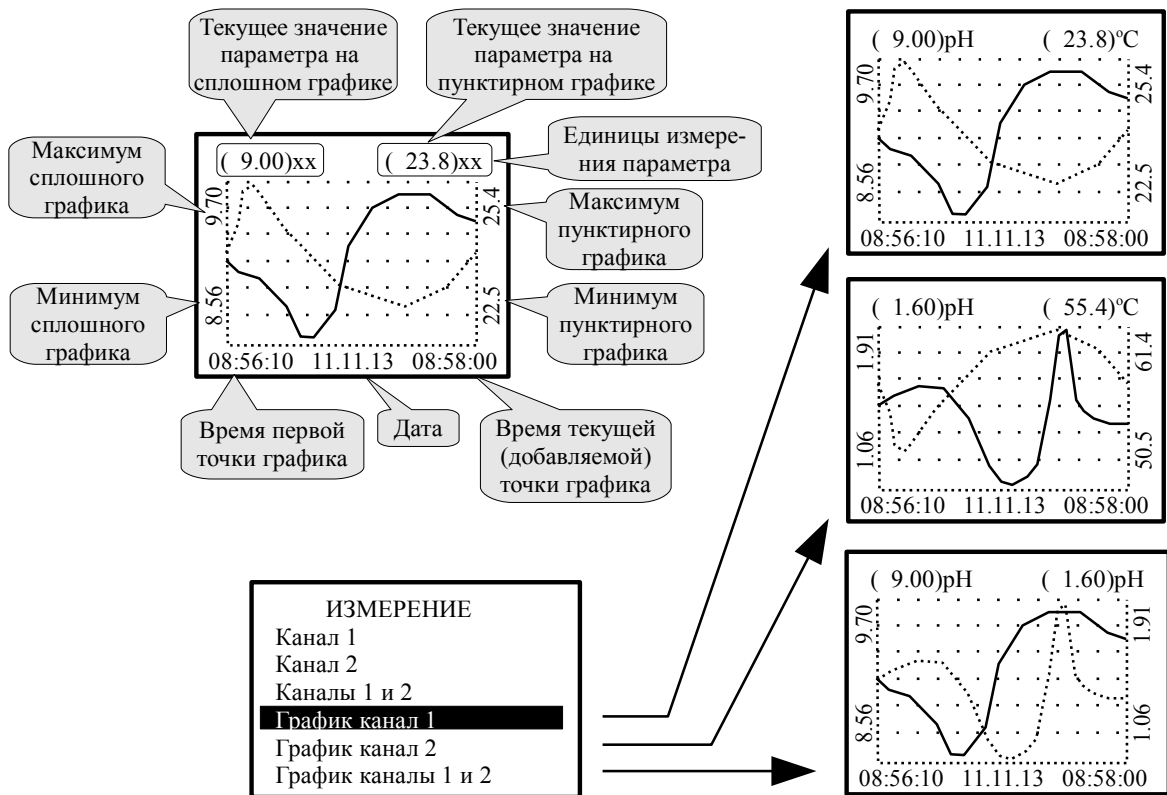 Текущее значение
параметра на
сплошном графике
Текущее значение
параметра на
пунктирном графике
Единицы измере-
ния параметра
Максимум
сплошного
графика
Минимум
сплошного
графика
( 9.00)xx
( 23.8)xx
9.70
8.56
25.4
22.5
08:56:10 11.11.13 08:58:00
Максимум
пунктирного
графика
Минимум
пунктирного
графика
Время первой
точки графика
Дата
Время текущей
(добавляемой)
точки графика
( 9.00)pH ( 23.8)°C
9.70
8.56
25.4
22.5
08:56:10 11.11.13 08:58:00
( 1.60)pH ( 55.4)°C
1.91
1.06
61.4
50.5
08:56:10 11.11.13 08:58:00
( 9.00)pH ( 1.60)pH
9.70
8.56
1.91
1.06
08:56:10 11.11.13 08:58:00
ИЗМЕРЕНИЕ
Канал 1
Канал 2
Каналы 1 и 2
График канал 1
График канал 2
График каналы 1 и 2